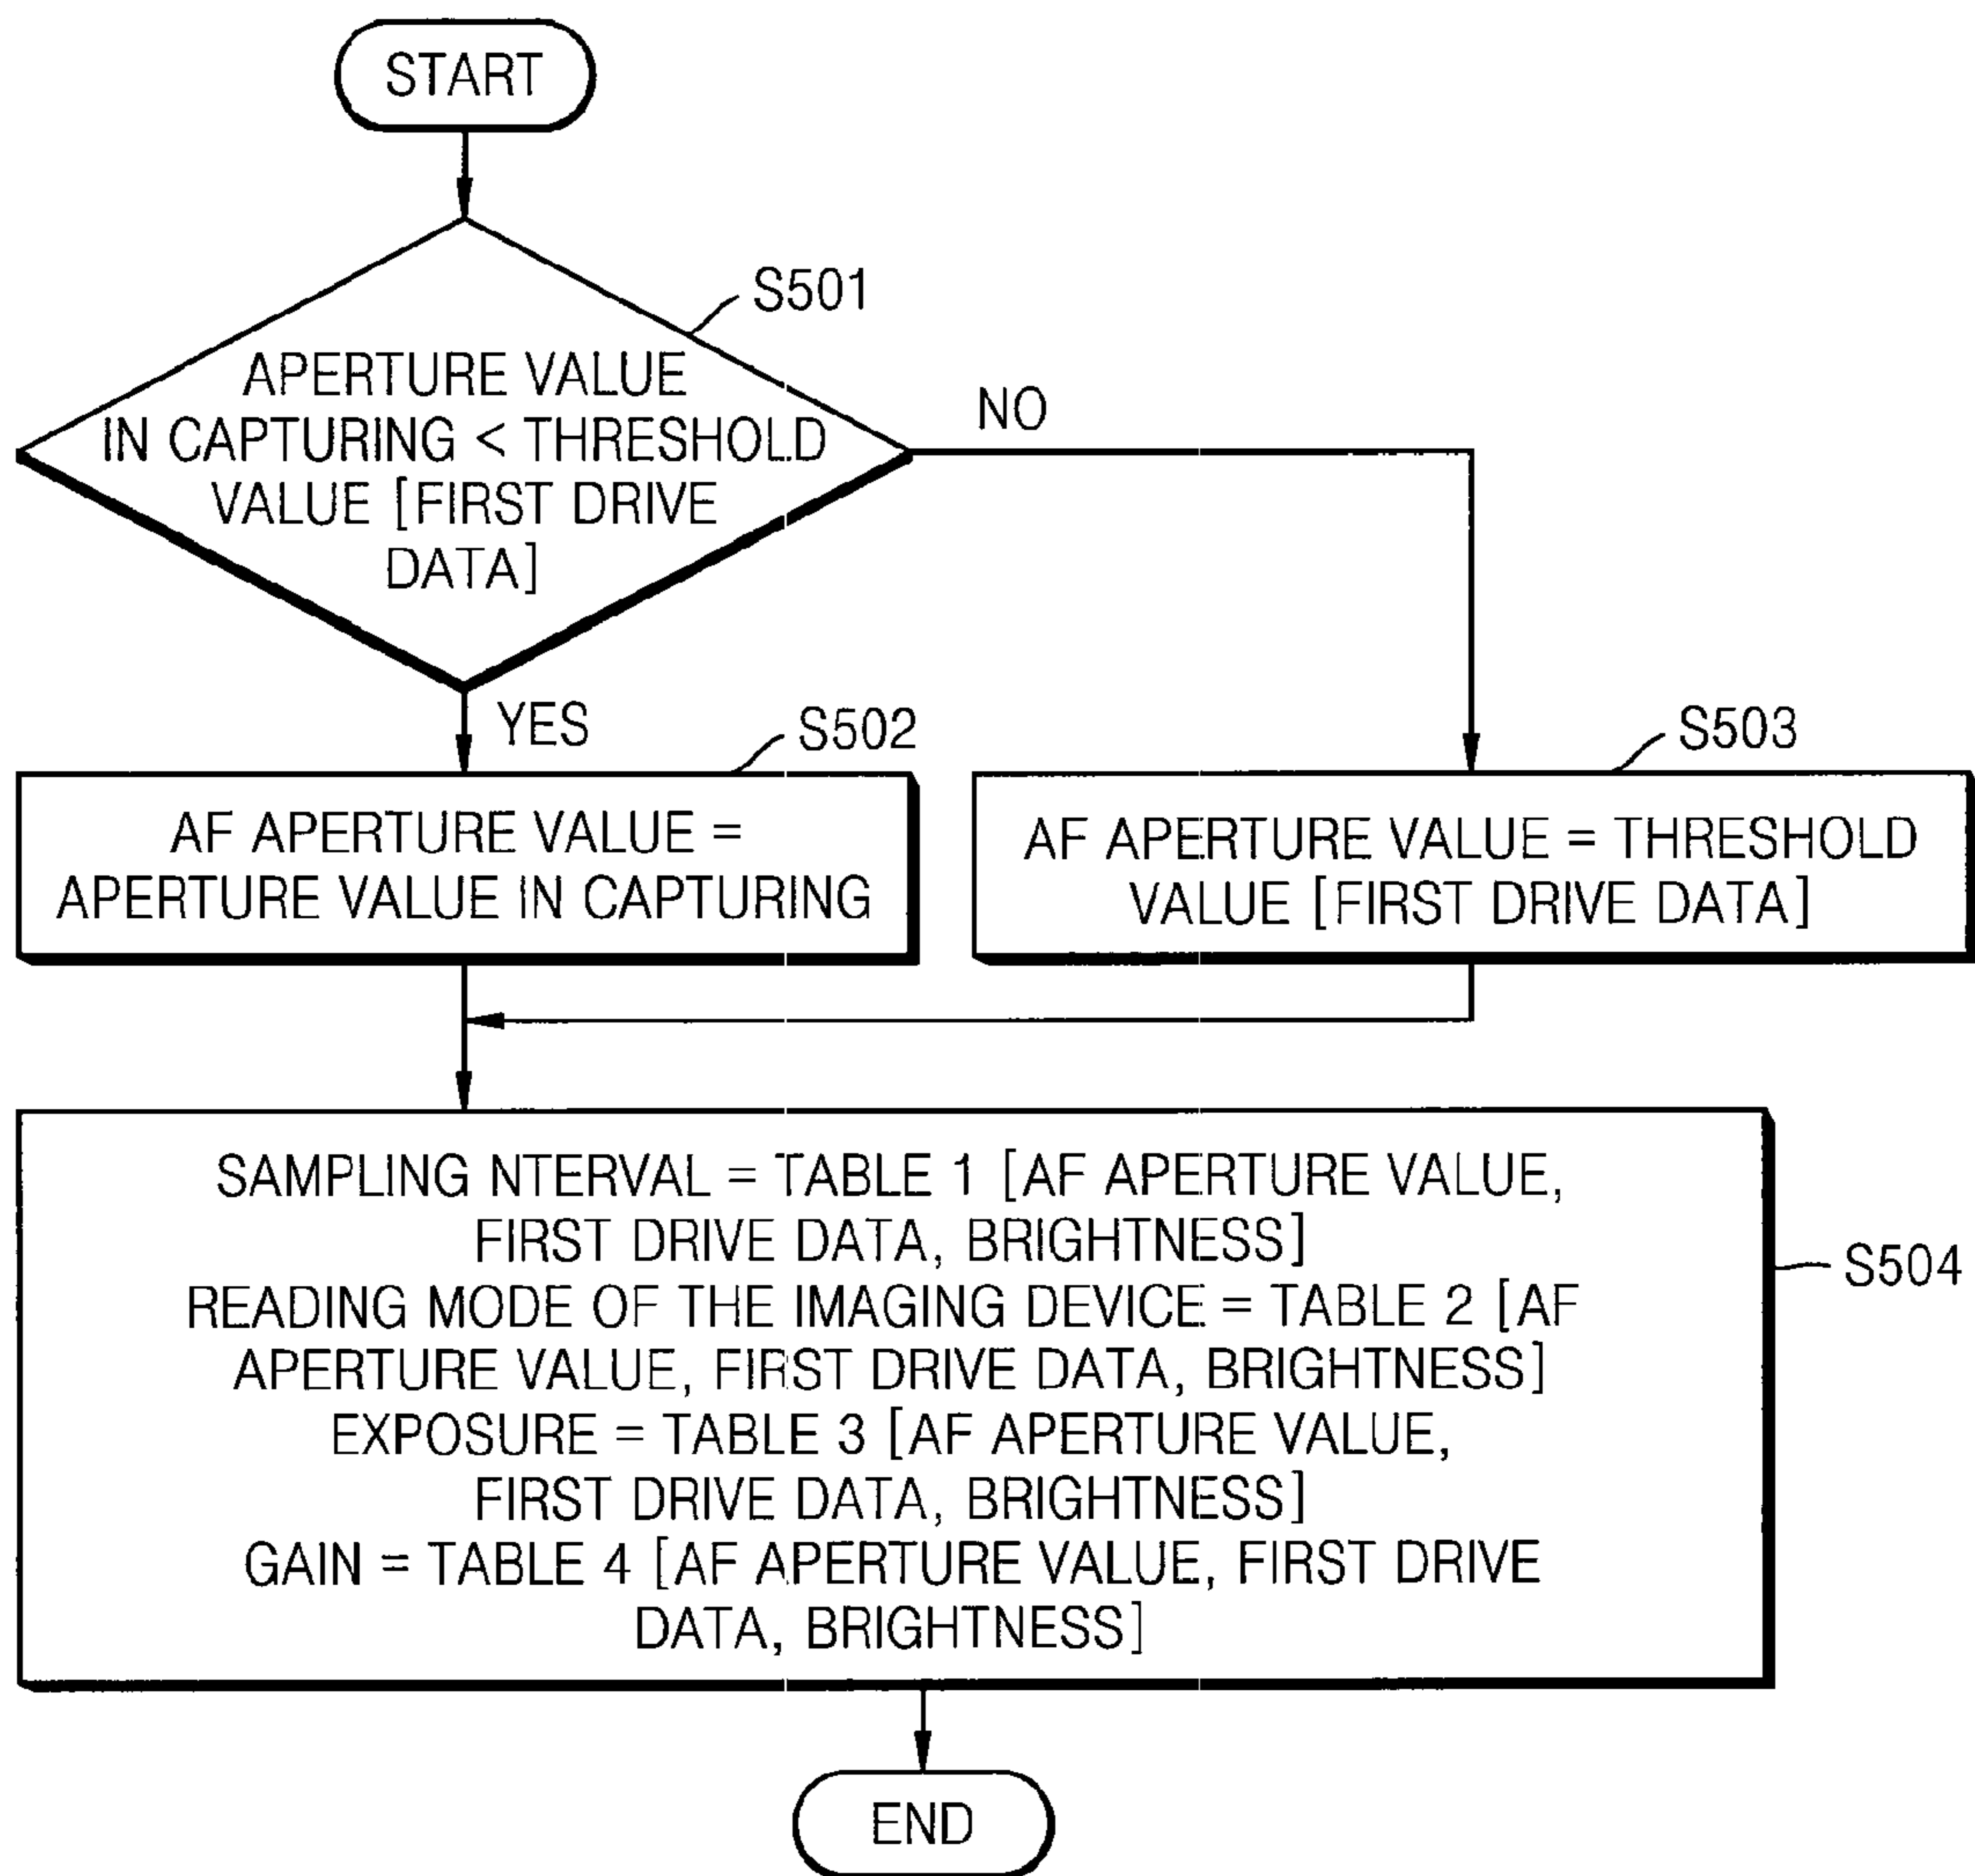 START
S501
APERTURE VALUE
IN CAPTURING < THRESHOLD
VALUE [FIRST DRIVE
DATA]
NO
YES
S502
S503
AF APERTURE VALUE =
APERTURE VALUE IN CAPTURING
AF APERTURE VALUE = THRESHOLD
VALUE [FIRST DRIVE DATA]
SAMPLING NTERVAL = TABLE 1 [AF APERTURE VALUE,
FIRST DRIVE DATA, BRIGHTNESS]
READING MODE OF THE IMAGING DEVICE = TABLE 2 [AF
APERTURE VALUE, FIRST DRIVE DATA, BRIGHTNESS]
EXPOSURE = TABLE 3 [AF APERTURE VALUE,
FIRST DRIVE DATA, BRIGHTNESS]
GAIN = TABLE 4 [AF APERTURE VALUE, FIRST DRIVE
DATA, BRIGHTNESS]
S504
END